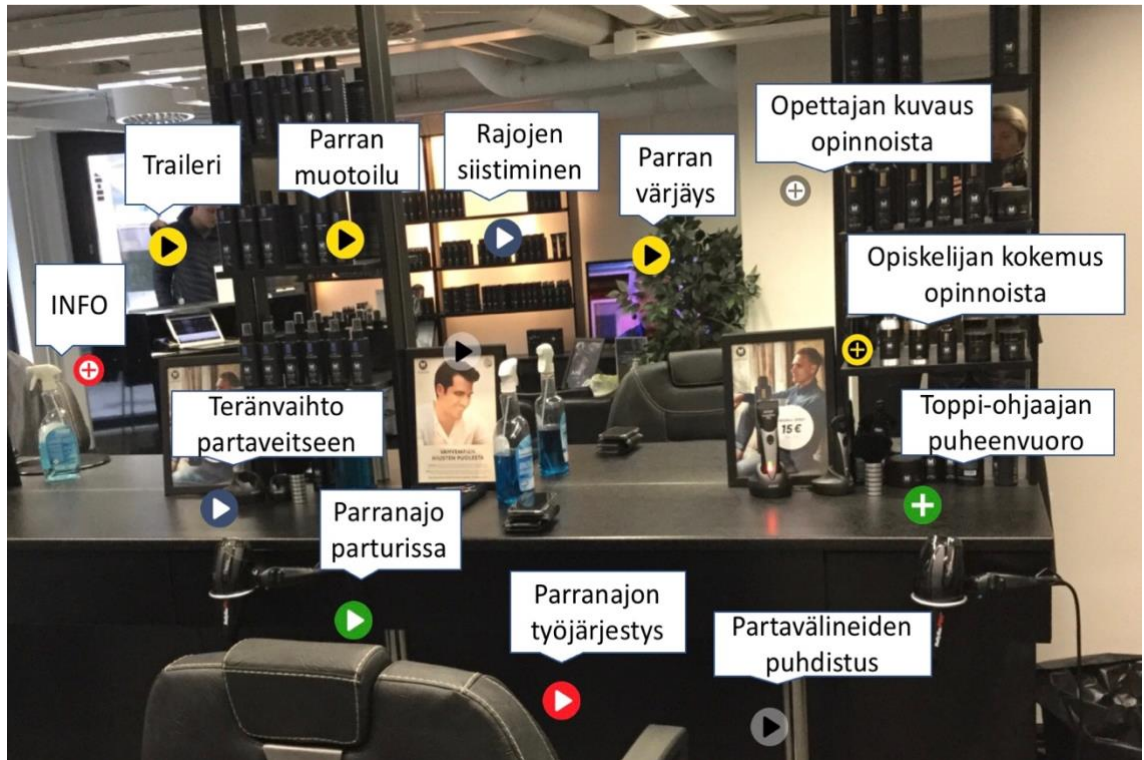 Opettajan kuvaus
opinnoista
Traileri
Parran
muotoilu
Rajojen
siistiminen
Parran
värjäys
Opiskelijan kokemus
opinnoista
INFO
Teränvaihto
partaveitseen
Toppi-ohjaajan
puheenvuoro
15 €
Parranajo
parturissa
Parranajon
työjärjestys
Partavälineiden
puhdistus